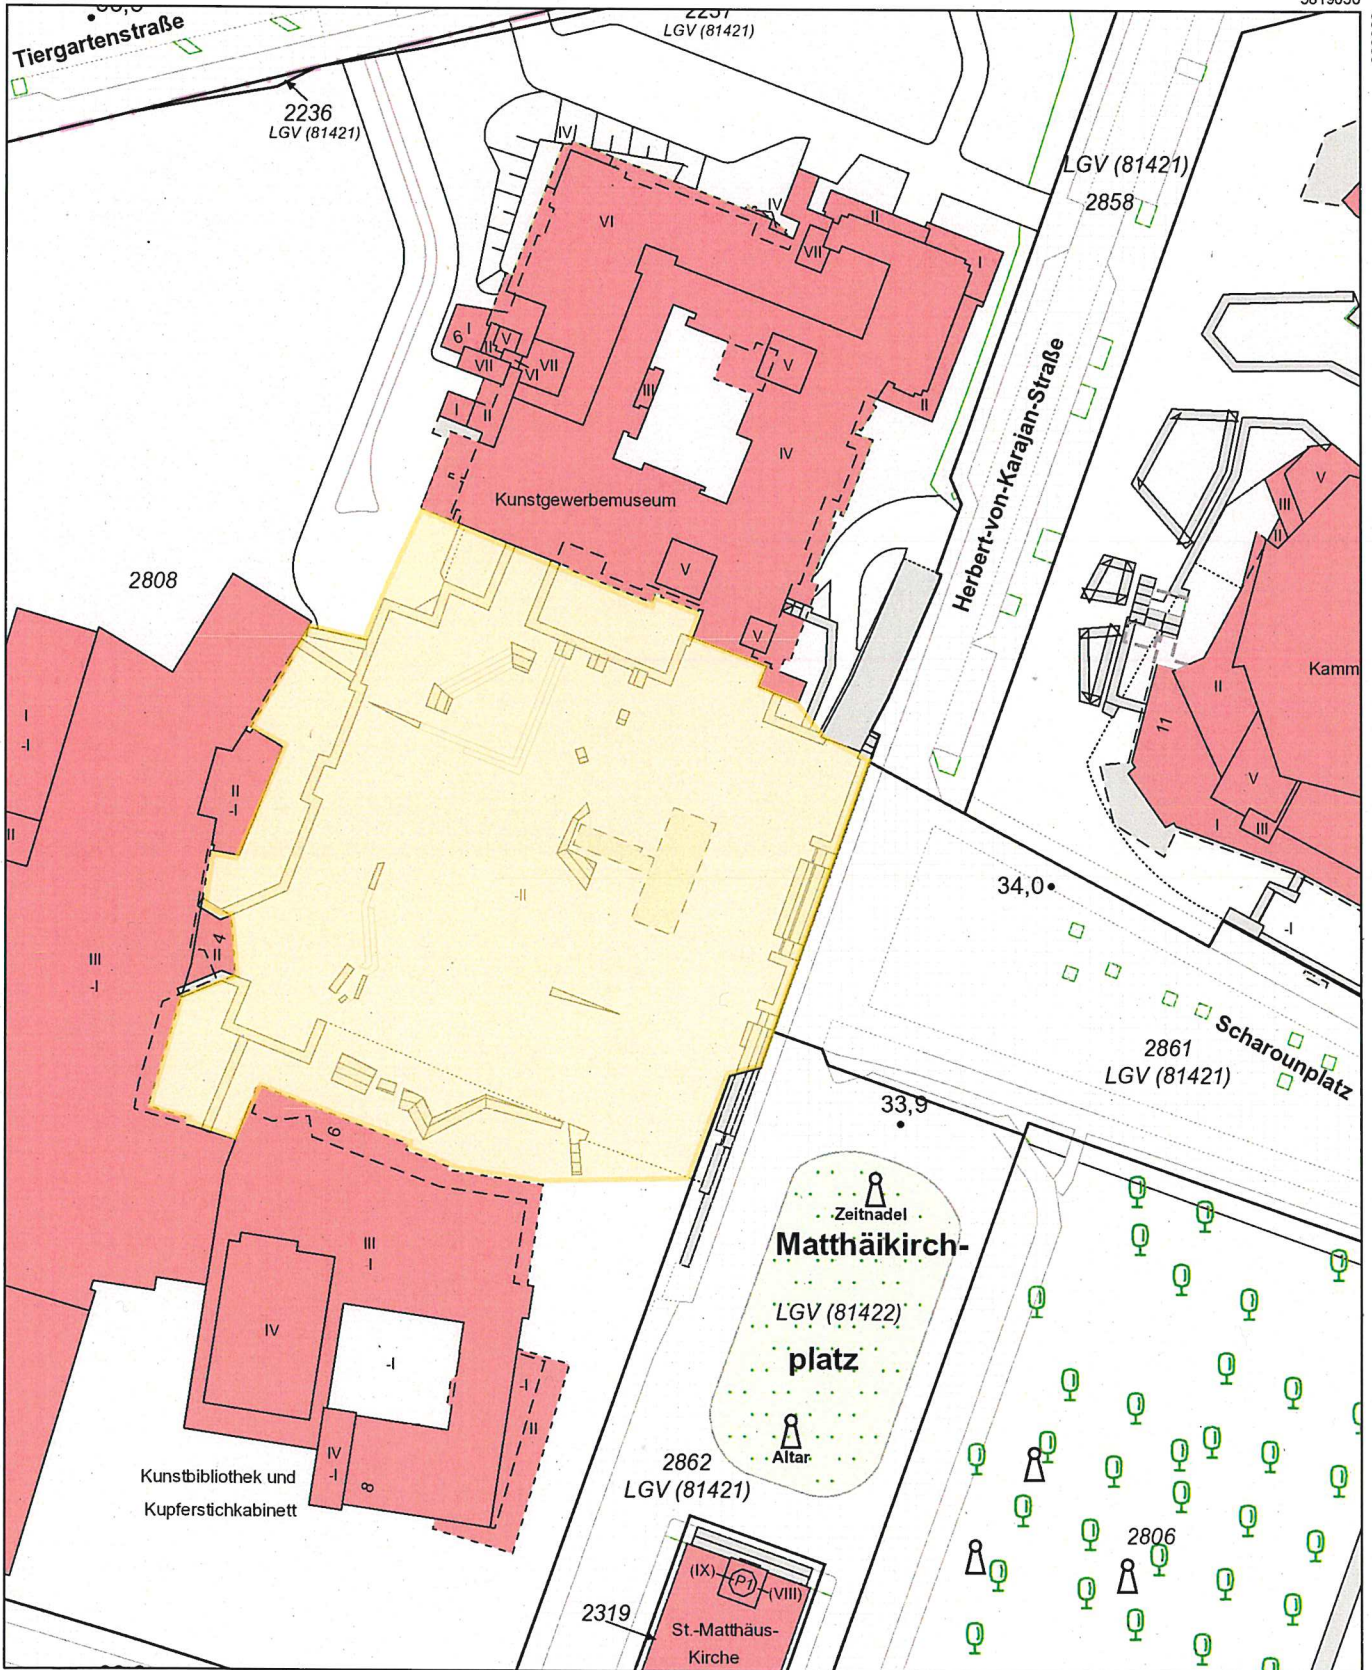 Tiergartenstraße
2237
LGV (81421)
2236
LGV (81421)
LGV (81421)
2858
IV
VI
IV
II
VII
I
6
I
V
II
VII
VI
VII
V
III
I
II
II
IV
Herbert-von-Karajan-Straße
Kunstgewerbemuseum
V
V
V
III
II
2808
Kamm
II
11
V
I
III
I
-I
II
-I
II
34,0
-II
-I
4
II
III
-I
Scharounplatz
2861
LGV (81421)
33,9
6
Zeitnadel
Matthäikirch-
III
-I
LGV (81422)
IV
-I
platz
-I
II
Altar
IV
-I
8
2862
LGV (81421)
Kunstbibliothek und
Kupferstichkabinett
2806
(IX)
P1
(VIII)
2319
St.-Matthäus-
Kirche